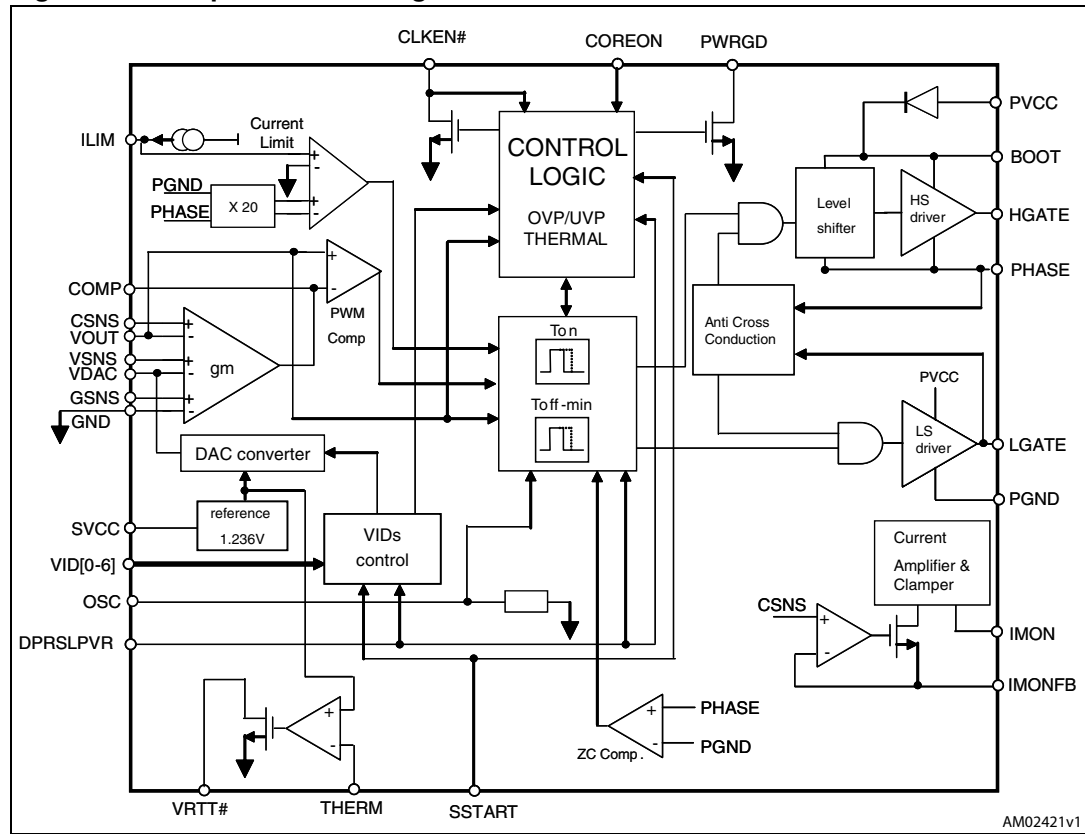 CLKEN#
COREON
PWRGD
PVCC
ILIM
Current
Limit
+
-
PGND
PHASE
X 20
+
-
CONTROL
LOGIC
OVP/UVP
THERMAL
BOOT
Level
shifter
HS
driver
HGATE
PHASE
+
-
PWM
Comp
COMP
CSNS
VOUT
VSNS
VDAC
GSNS
GND
+
-
+
-
+
-
gm
Ton
Toff-min
Anti Cross
Conduction
PVCC
LS
driver
LGATE
PGND
DAC converter
reference
1.236V
SVCC
VID[0-6]
VIDs
control
OSC
DPRSLPVR
Current
Amplifier &
Clamper
CSNS
+
-
IMON
IMONFB
+
-
PHASE
PGND
ZC Comp.
+
-
VRTT#
THERM
SSTART
AM02421v1